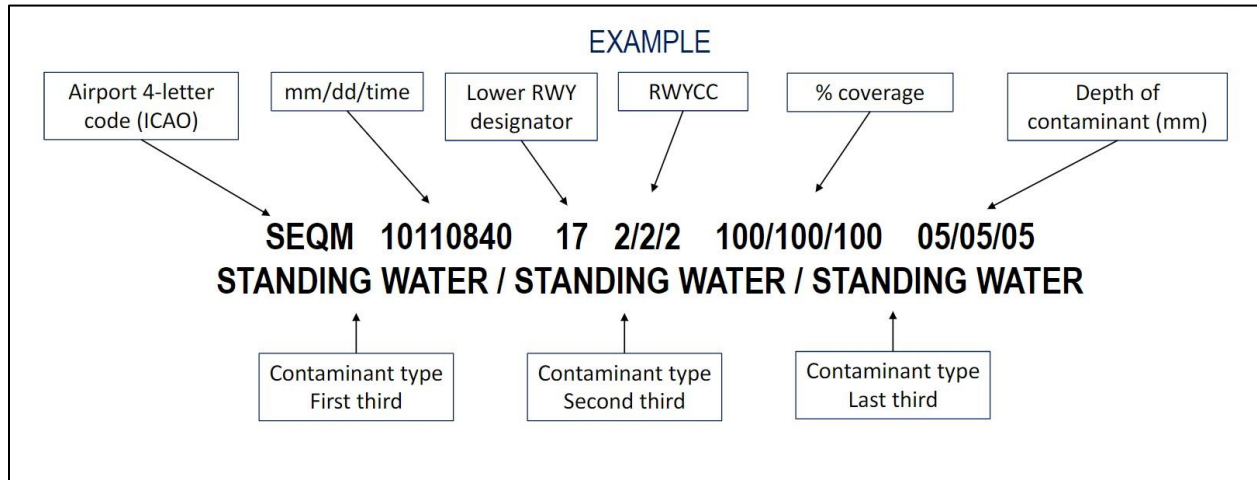 EXAMPLE
Airport 4-letter
code (ICAO)
mm/dd/time
Lower RWY
designator
RWYCC
% coverage
Depth of
contaminant (mm)
SEQM 10110840 17 2/2/2 100/100/100 05/05/05
STANDING WATER / STANDING WATER / STANDING WATER
Contaminant type
First third
Contaminant type
Second third
Contaminant type
Last third